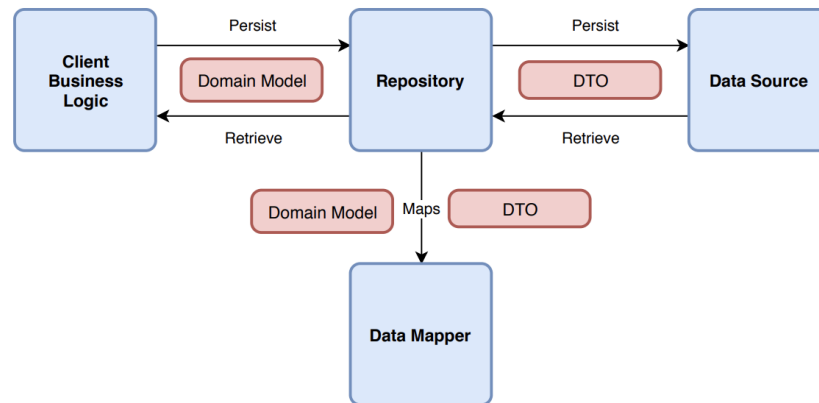 Persist
Persist
Client
Business
Logic
Domain Model
Repository
DTO
Data Source
Retrieve
Retrieve
Domain Model
Maps
DTO
Data Mapper